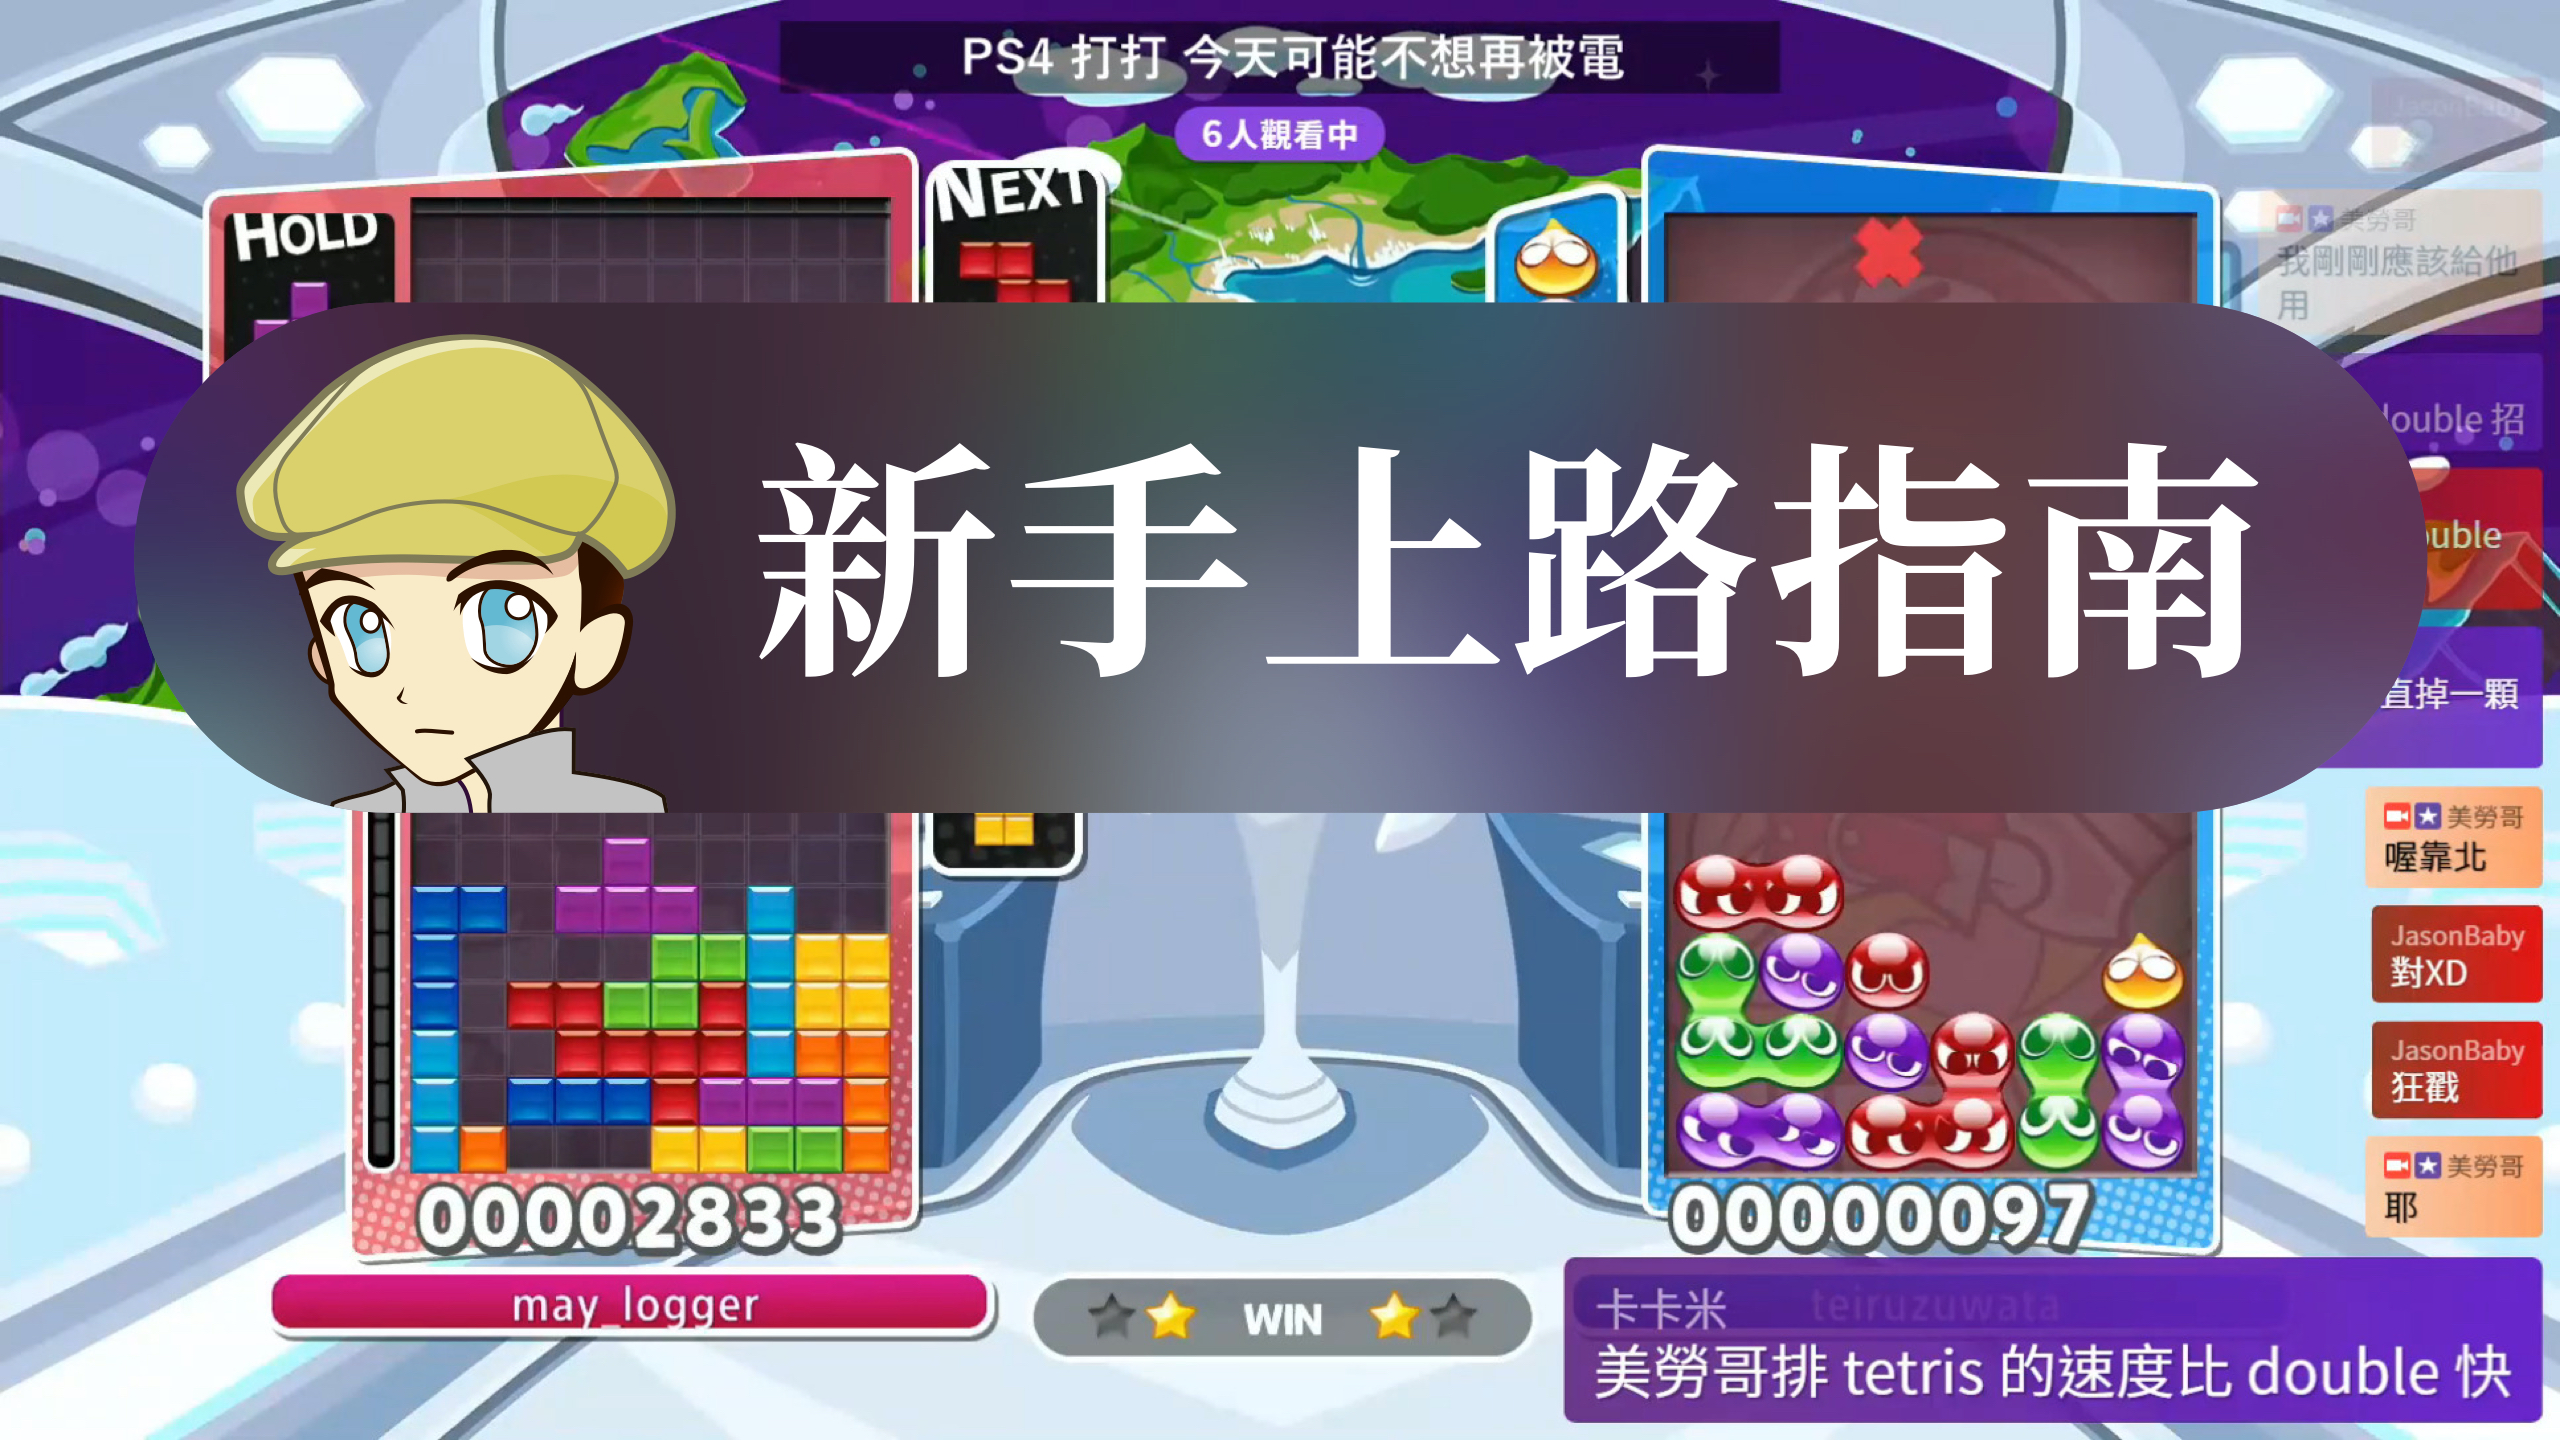 PS4 打打 今天可能不想再被電
6人觀看中
HOLD
NEXT
美勞哥
我剛剛應該給他
用
double 招
新手上路指南
直掉一顆
美勞哥
喔靠北
JasonBaby
對XD
JasonBaby
狂戳
美勞哥
耶
00002833
00000097
may_logger
WIN
teiruzuwata
卡卡米
美勞哥排 tetris 的速度比 double 快